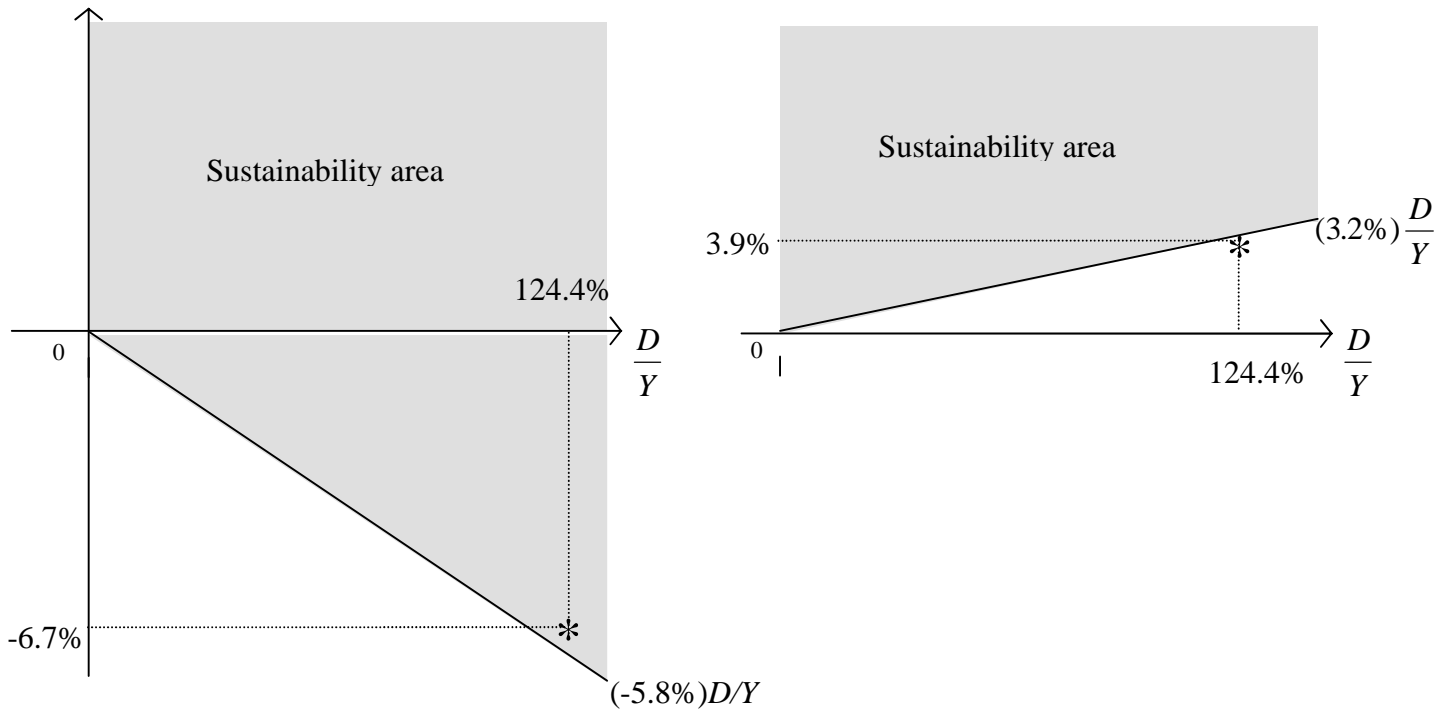 Sustainability area
124.4%
0
D
Y
-6.7%
*
(-5.8%)D/Y
Sustainability area
3.9%
*
(3.2%) D
Y
0
124.4%
D
Y